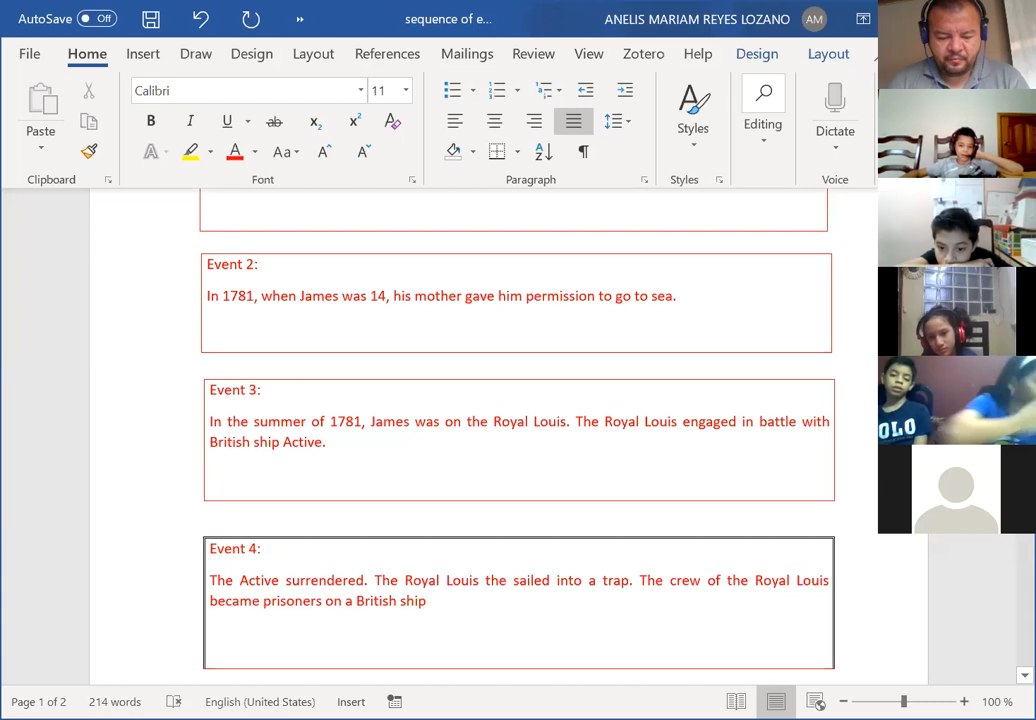 AutoSave Off sequence of e... ANELIS MARIAM REYES LOZANO AM
File Home Insert Draw Design Layout References Mailings Review View Zotero Help Design Layout
Calibri 11
Paste Styles Editing Dictate
Clipboard Font Paragraph Styles Voice
Event 2:
In 1781, when James was 14, his mother gave him permission to go to sea.
Event 3:
In the summer of 1781, James was on the Royal Louis. The Royal Louis engaged in battle with
British ship Active.
Event 4:
The Active surrendered. The Royal Louis the sailed into a trap. The crew of the Royal Louis
became prisoners on a British ship
POLO
Page 1 of 2 214 words English (United States) Insert 100 %